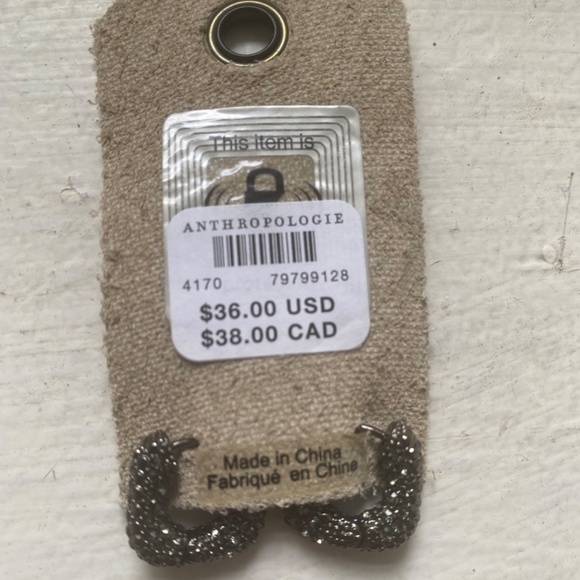 This item is
ANTHROPOLOGIE
4170 79799128
$36.00 USD
$38.00 CAD
Made in China
Fabriqué en Chine